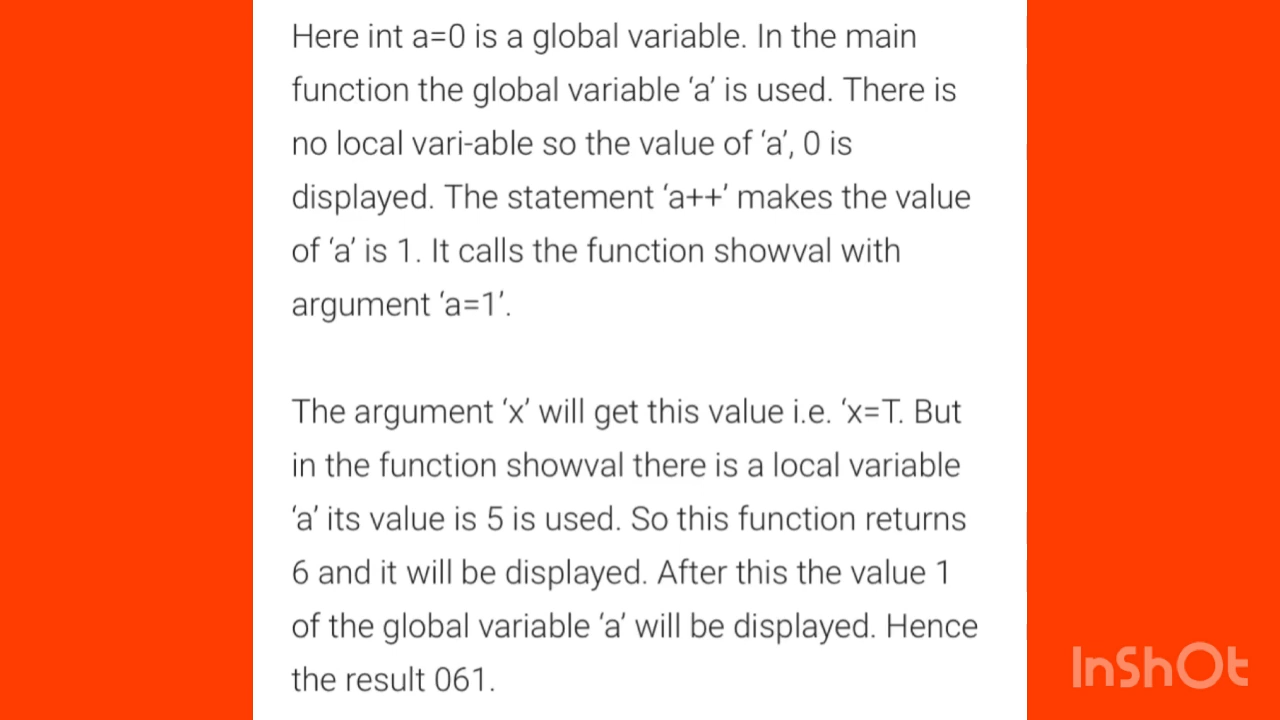 Here int a=0 is a global variable. In the main
function the global variable ‘a’ is used. There is
no local vari-able so the value of ‘a’, 0 is
displayed. The statement ‘a++’ makes the value
of ‘a’ is 1. It calls the function showval with
argument ‘a=1’.
The argument ‘x’ will get this value i.e. ‘x=T. But
in the function showval there is a local variable
‘a’ its value is 5 is used. So this function returns
6 and it will be displayed. After this the value 1
of the global variable ‘a’ will be displayed. Hence
the result 061.
InShOt